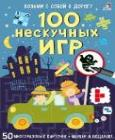 ВОЗЬМИ С СОБОЙ В ДОРОГУ
100
НЕСКУЧНЫХ
ИГР
50 МНОГОРАЗОВЫХ КАРТОЧЕК + МАРКЕР В ПОДАРОК!